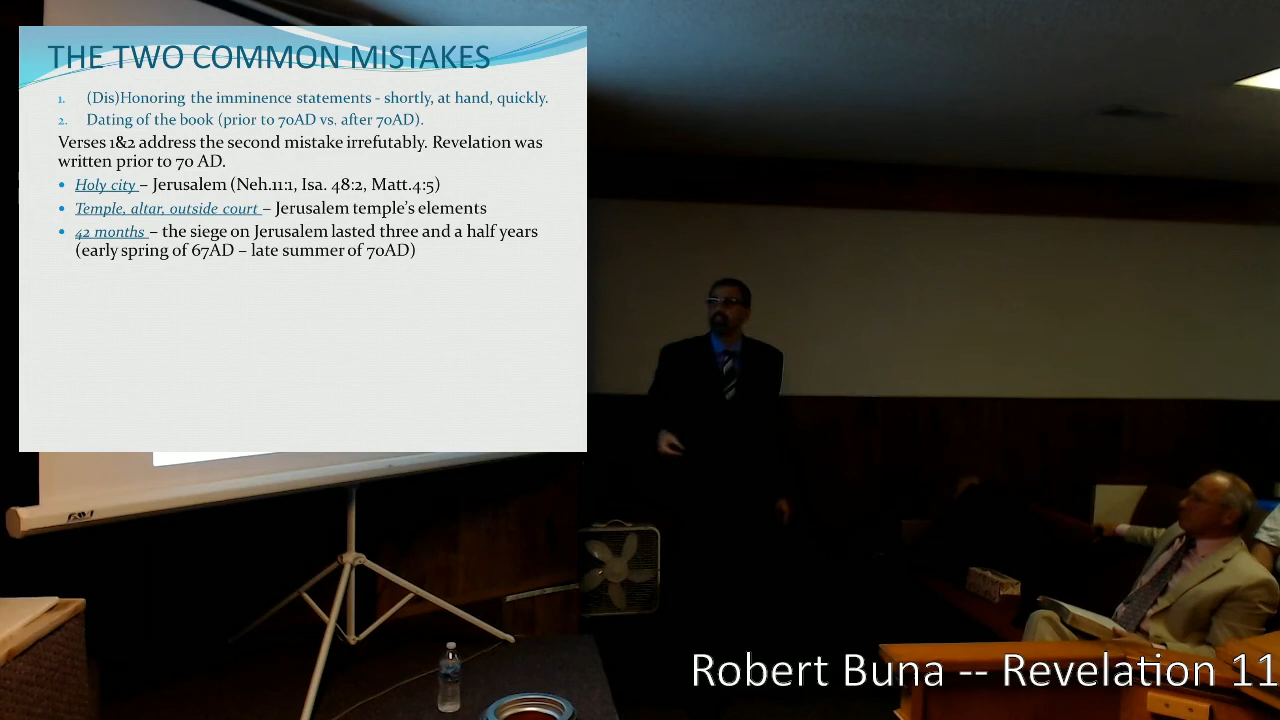 THE TWO COMMON MISTAKES
1. (Dis)Honoring the imminence statements - shortly, at hand, quickly.
2. Dating of the book (prior to 70AD vs. after 70AD).
Verses 1&2 address the second mistake irrefutably. Revelation was
written prior to 70 AD.
• Holy city – Jerusalem (Neh.11:1, Isa. 48:2, Matt.4:5)
• Temple, altar, outside court – Jerusalem temple's elements
• 42 months – the siege on Jerusalem lasted three and a half years
(early spring of 67AD – late summer of 70AD)
Robert Buna -- Revelation 11